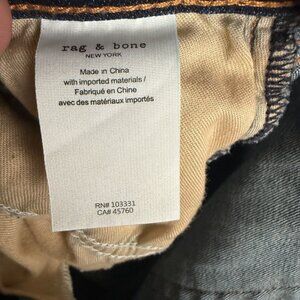 rag & bone
NEW YORK
Made in China
with imported materials /
Fabriqué en Chine
avec des matériaux importés
RN# 103331
CA# 45760